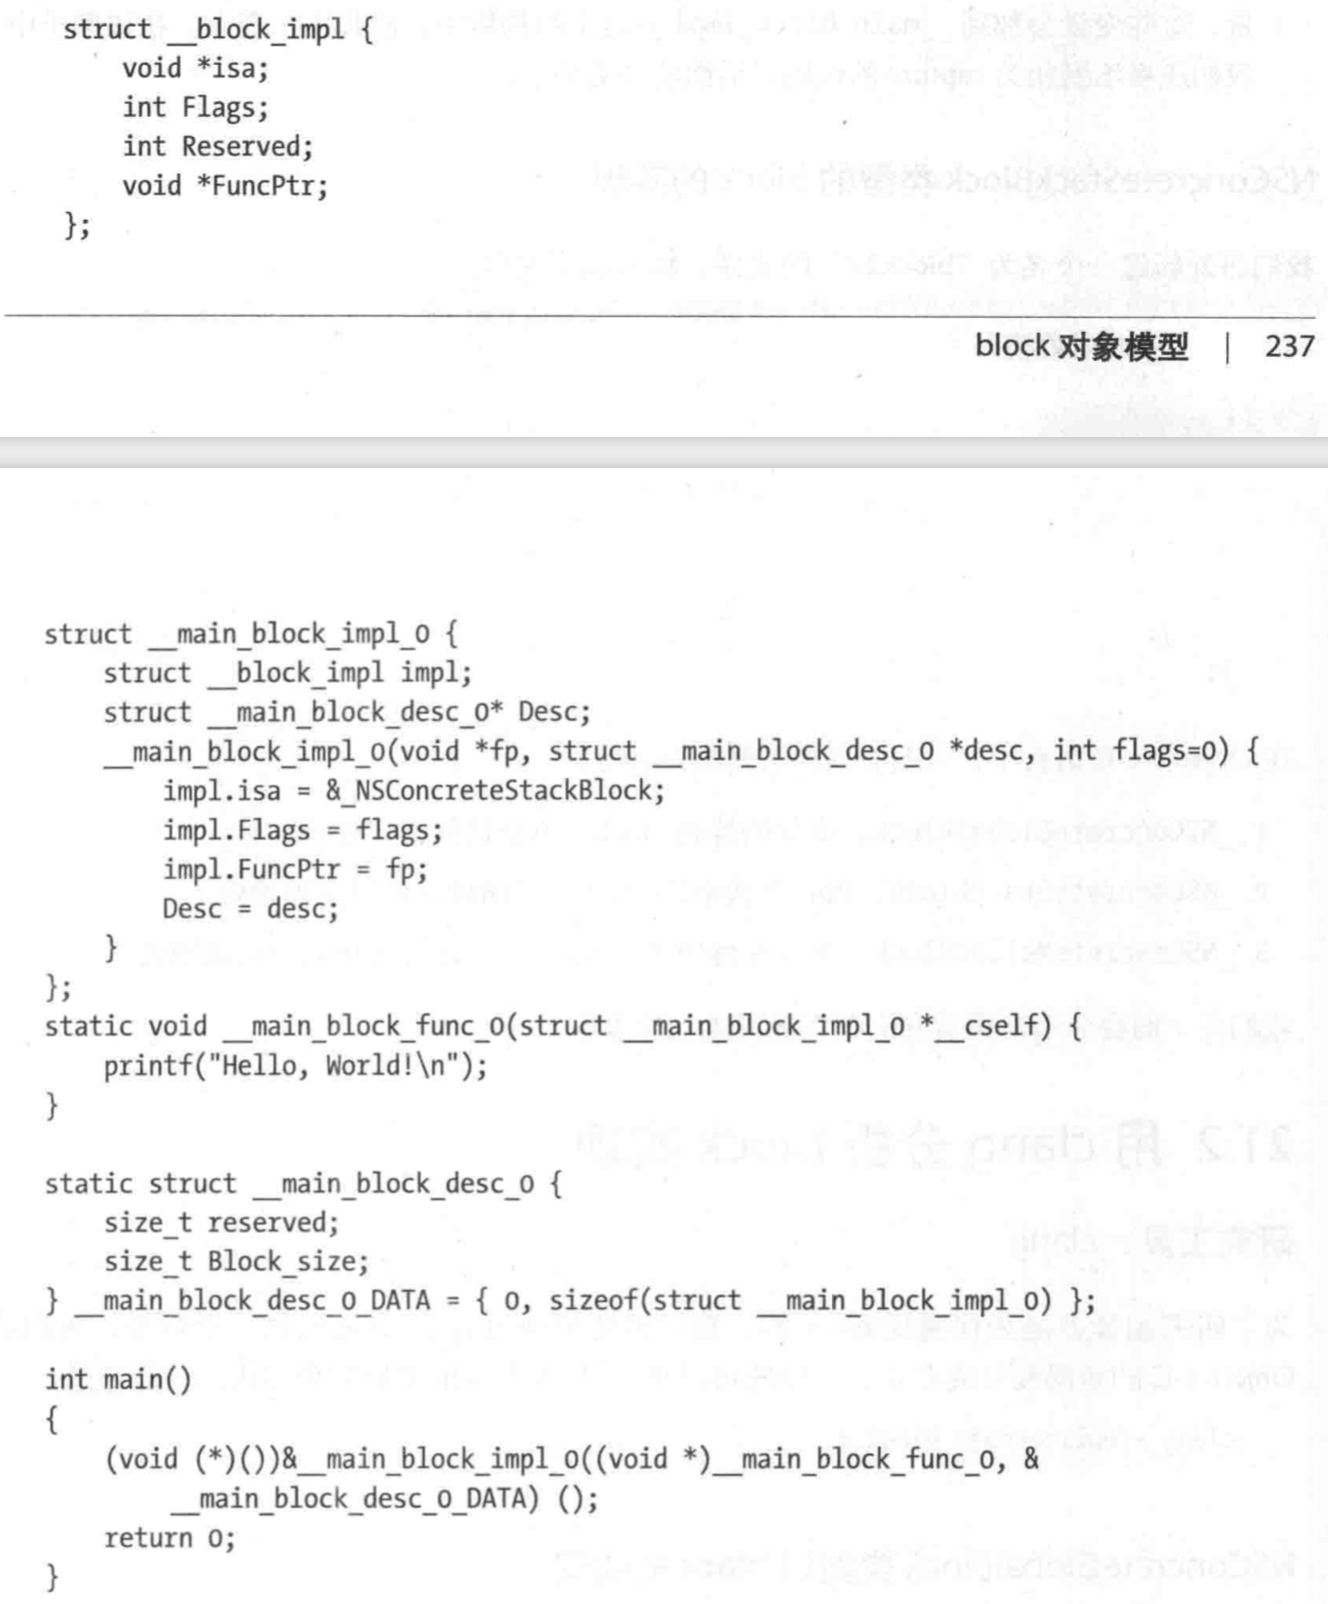 struct __block_impl {
    void *isa;
    int Flags;
    int Reserved;
    void *FuncPtr;
};
block 对象模型 | 237
struct __main_block_impl_0 {
    struct __block_impl impl;
    struct __main_block_desc_0* Desc;
    __main_block_impl_0(void *fp, struct __main_block_desc_0 *desc, int flags=0) {
        impl.isa = &_NSConcreteStackBlock;
        impl.Flags = flags;
        impl.FuncPtr = fp;
        Desc = desc;
    }
};
static void __main_block_func_0(struct __main_block_impl_0* __cself) {
    printf("Hello, World!\n");
}
static struct __main_block_desc_0 {
    size_t reserved;
    size_t Block_size;
} __main_block_desc_0_DATA = { 0, sizeof(struct __main_block_impl_0) };
int main()
{
    (void (*)())&__main_block_impl_0((void *)__main_block_func_0, &
        __main_block_desc_0_DATA) ();
    return 0;
}